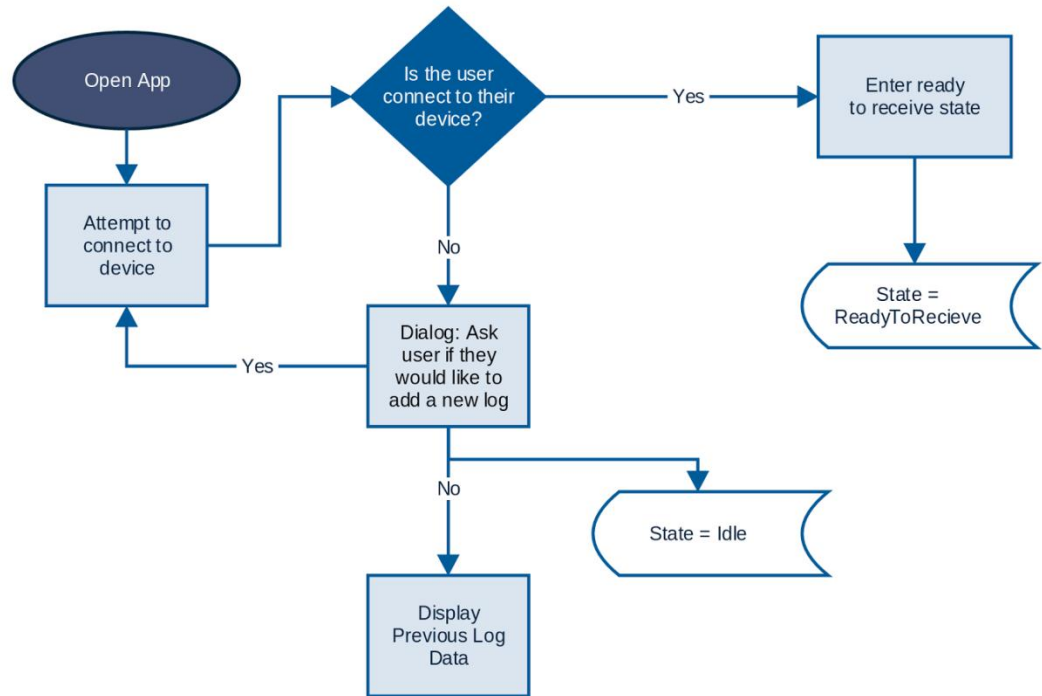 Open App
Is the user
connect to their
device?
Yes
Enter ready
to receive state
Attempt to
connect to
device
No
State =
ReadyToRecieve
Dialog: Ask
user if they
would like to
add a new log
Yes
No
State = Idle
Display
Previous Log
Data